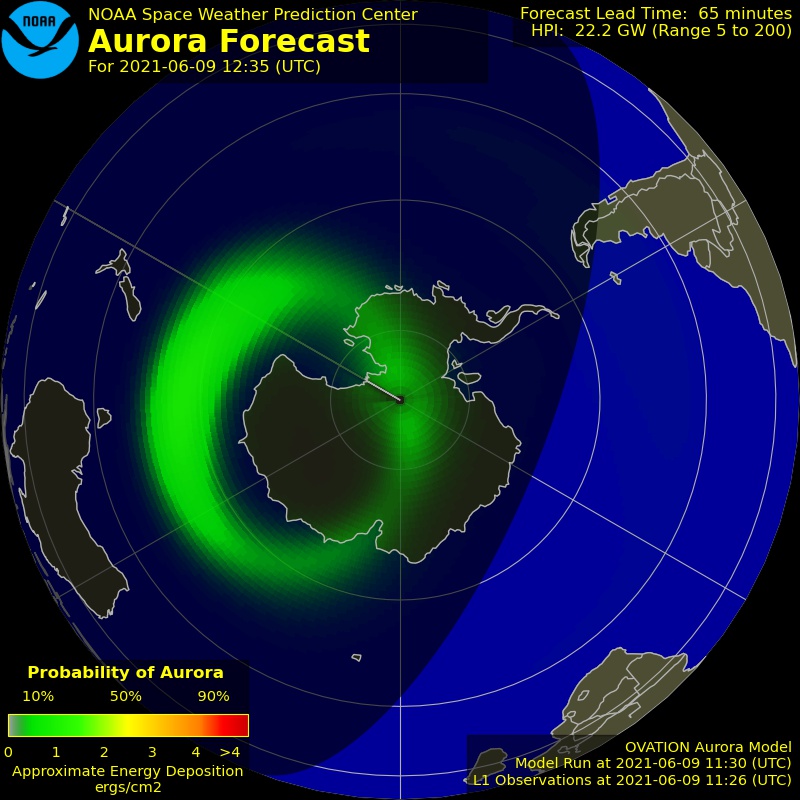 NOAA
NOAA Space Weather Prediction Center
Aurora Forecast
For 2021-06-09 12:35 (UTC)
Forecast Lead Time: 65 minutes
HPI: 22.2 GW (Range 5 to 200)
Probability of Aurora
10% 50% 90%
0 1 2 3 4 >4
Approximate Energy Deposition
ergs/cm2
OVATION Aurora Model
Model Run at 2021-06-09 11:30 (UTC)
L1 Observations at 2021-06-09 11:26 (UTC)